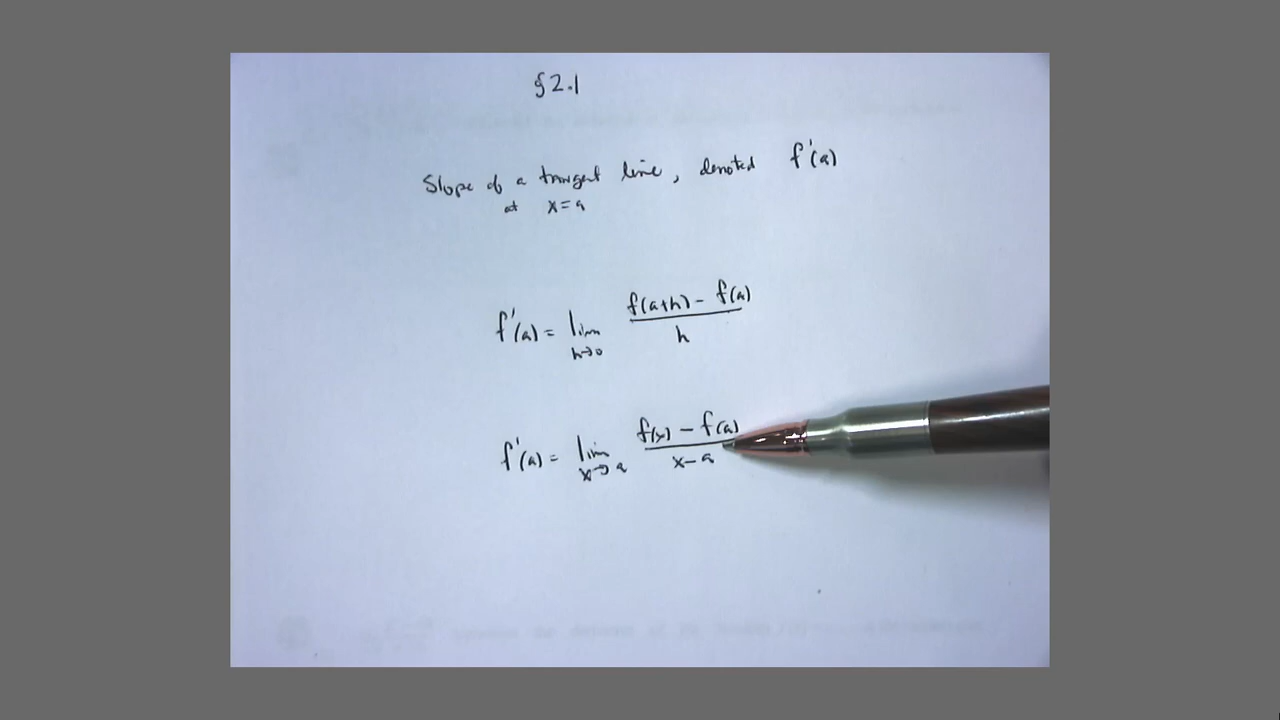 §2.1
Slope of a tangent line, denoted f'(a)
at x=a
f'(a) = lim h→0 f(a+h) - f(a) / h
f'(a) = lim x→a f(x) - f(a) / x-a